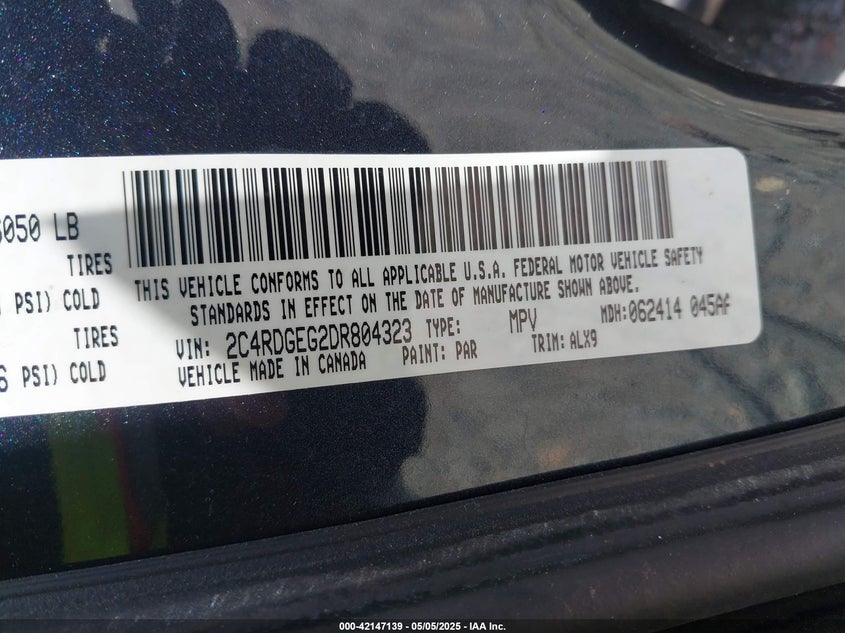 6050 LB
TIRES
THIS VEHICLE CONFORMS TO ALL APPLICABLE U.S.A. FEDERAL MOTOR VEHICLE SAFETY
PSI) COLD
STANDARDS IN EFFECT ON THE DATE OF MANUFACTURE SHOWN ABOVE.
TIRES
VIN: 2C4RDGEG2DR804323 TYPE: MPV MDH:062414 045AF
PSI) COLD
VEHICLE MADE IN CANADA PAINT: PAR TRIM: ALX9
000-42147139 - 05/05/2025 - IAA Inc.